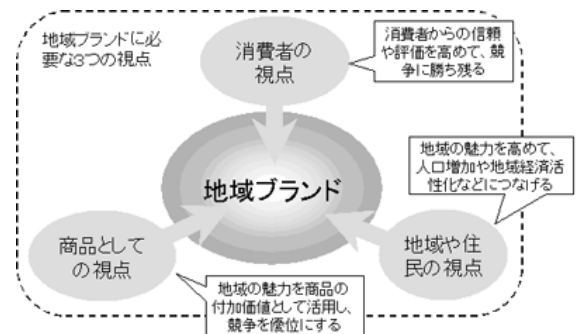 地域ブランドに必
要な3つの視点
消費者の
視点
消費者からの信頼
や評価を高めて、競
争に勝ち残る
地域ブランド
地域の魅力を高めて、
人口増加や地域経済活
性化などにつなげる
商品として
の視点
地域や住
民の視点
地域の魅力を商品の
付加価値として活用し、
競争を優位にする